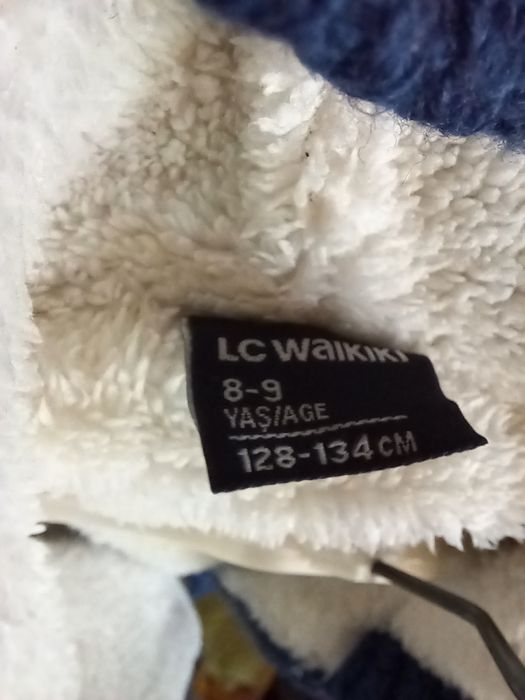 LC WAIKIKI
8-9
YAŞ/AGE
128-134 CM